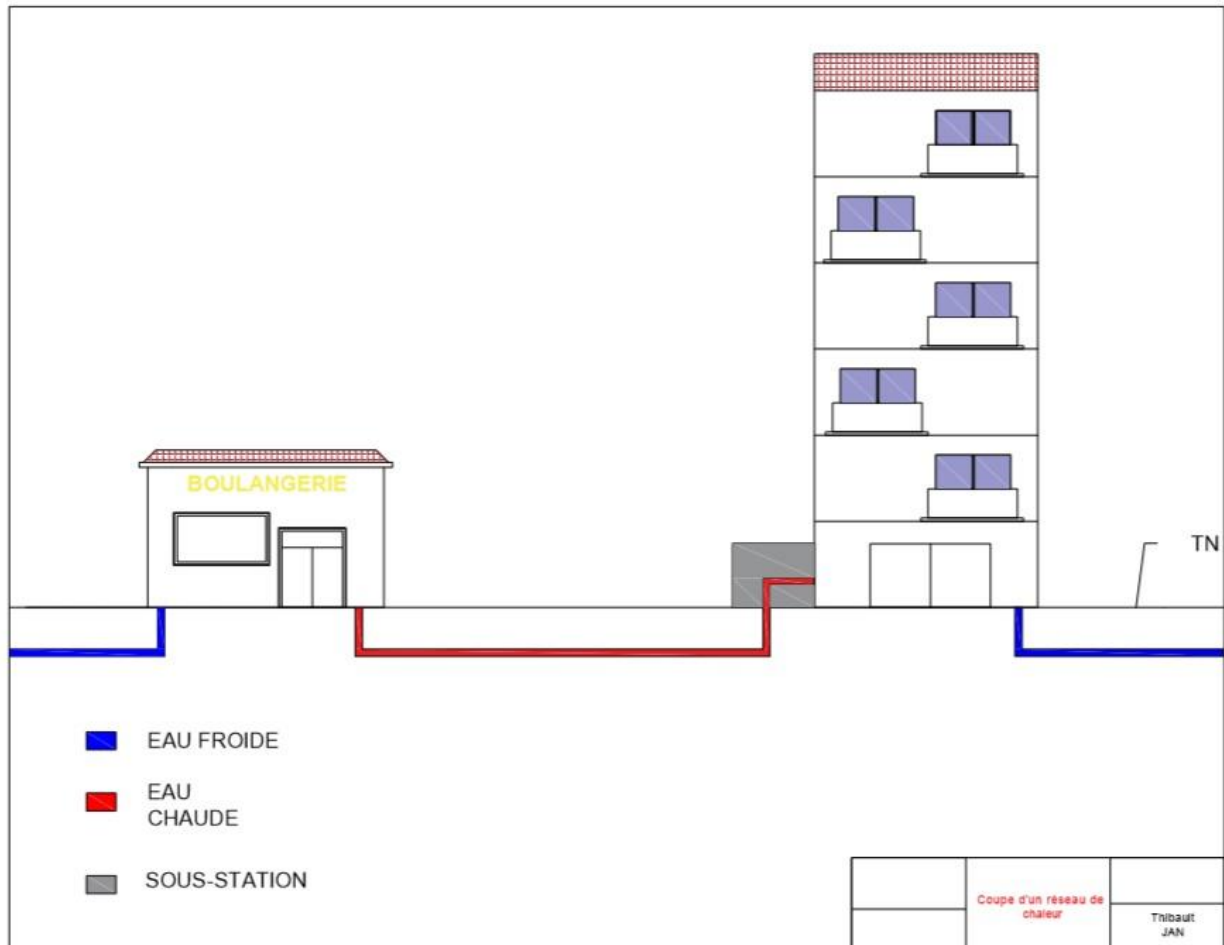 BOULANGERIE
TN
EAU FROIDE
EAU
CHAUDE
SOUS-STATION
Coupe d'un réseau de
chaleur
Thibault
JAN